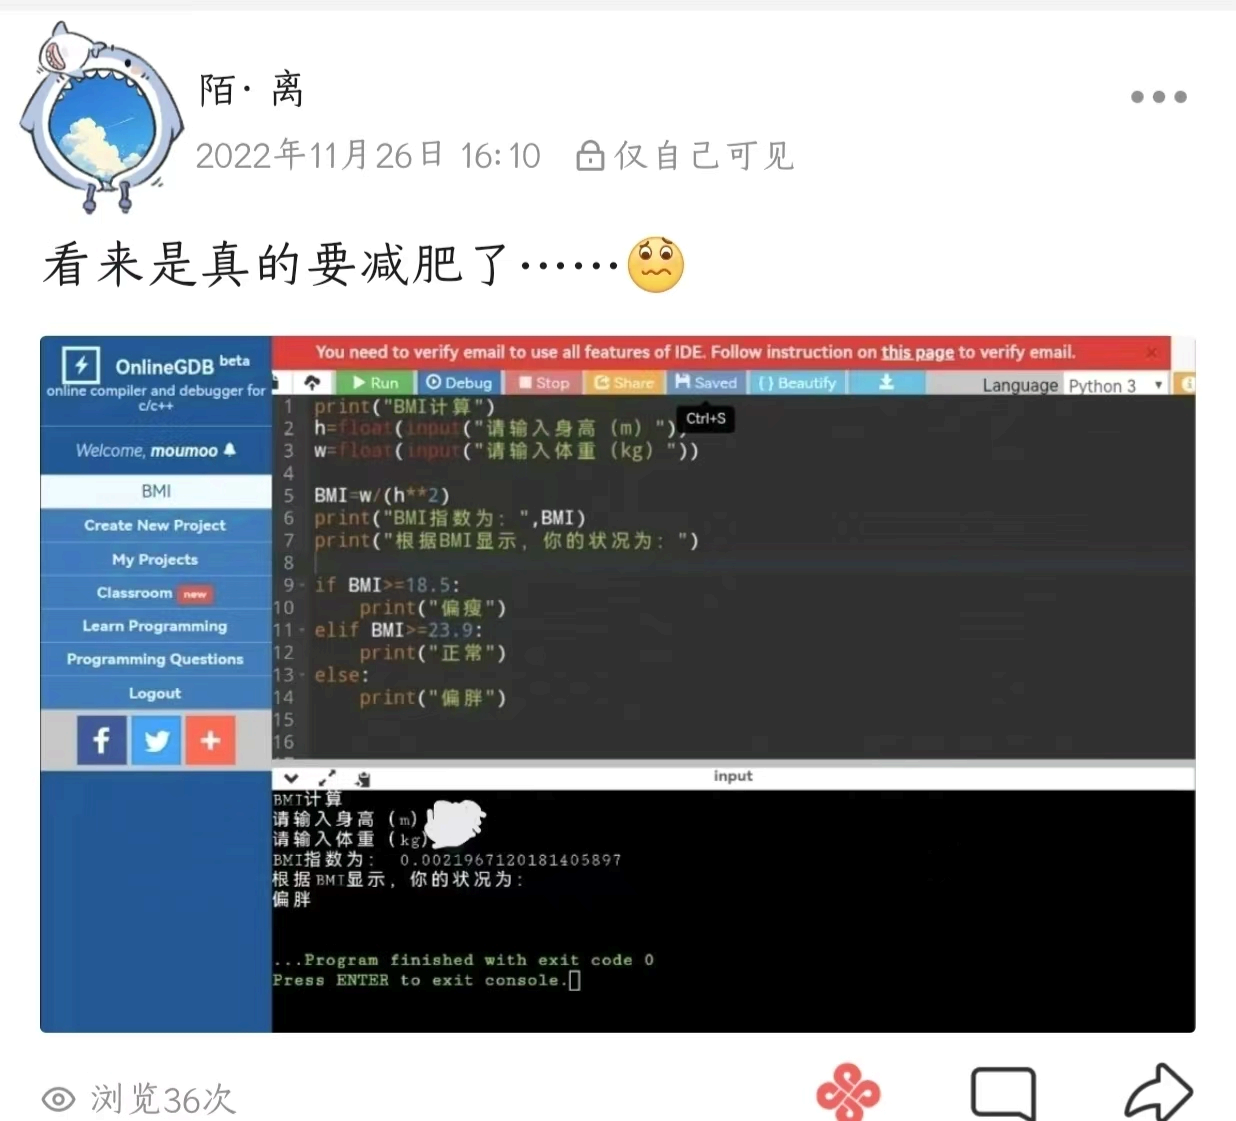 陌· 离
2022年11月26日 16:10 仅自己可见
看来是真的要减肥了……
OnlineGDB beta
online compiler and debugger for
c/c++
Welcome, moumoo
BMI
Create New Project
My Projects
Classroom new
Learn Programming
Programming Questions
Logout
f
You need to verify email to use all features of IDE. Follow instruction on this page to verify email. ×
Run Debug Stop Share Saved {} Beautify Language Python 3
Ctrl+S
1 print("BMI计算")
2 h=float(input("请输入身高 (m) "))
3 w=float(input("请输入体重 (kg) "))
4
5 BMI=w/(h**2)
6 print("BMI指数为: ",BMI)
7 print("根据BMI显示, 你的状况为: ")
8
9 if BMI>=18.5:
10 print("偏瘦")
11 elif BMI>=23.9:
12 print("正常")
13 else:
14 print("偏胖")
15
16
input
BMI计算
请输入身高 (m)
请输入体重 (kg)
BMI指数为: 0.0021967120181405897
根据BMI显示, 你的状况为:
偏胖
...Program finished with exit code 0
Press ENTER to exit console.
浏览36次